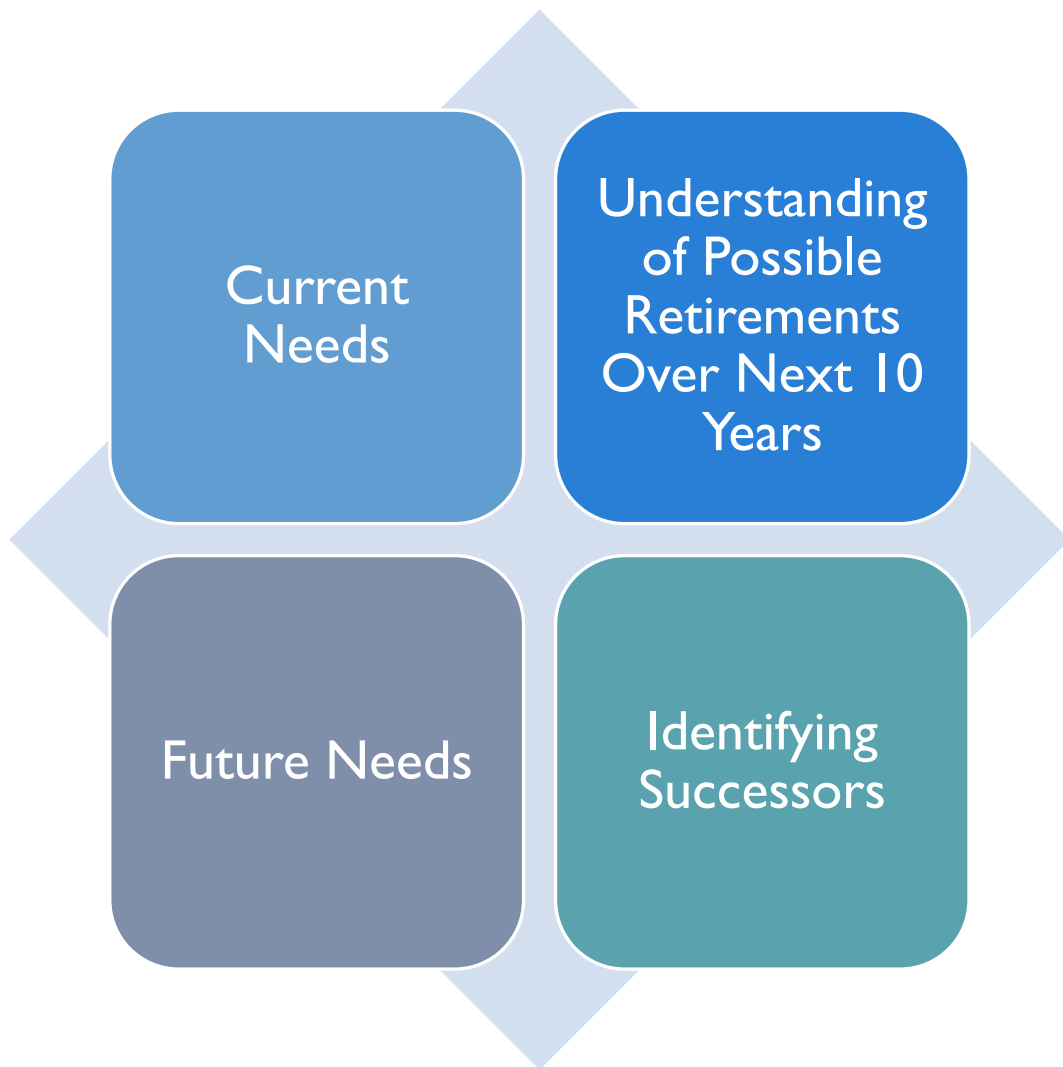 Current
Needs
Understanding
of Possible
Retirements
Over Next 10
Years
Future Needs
Identifying
Successors